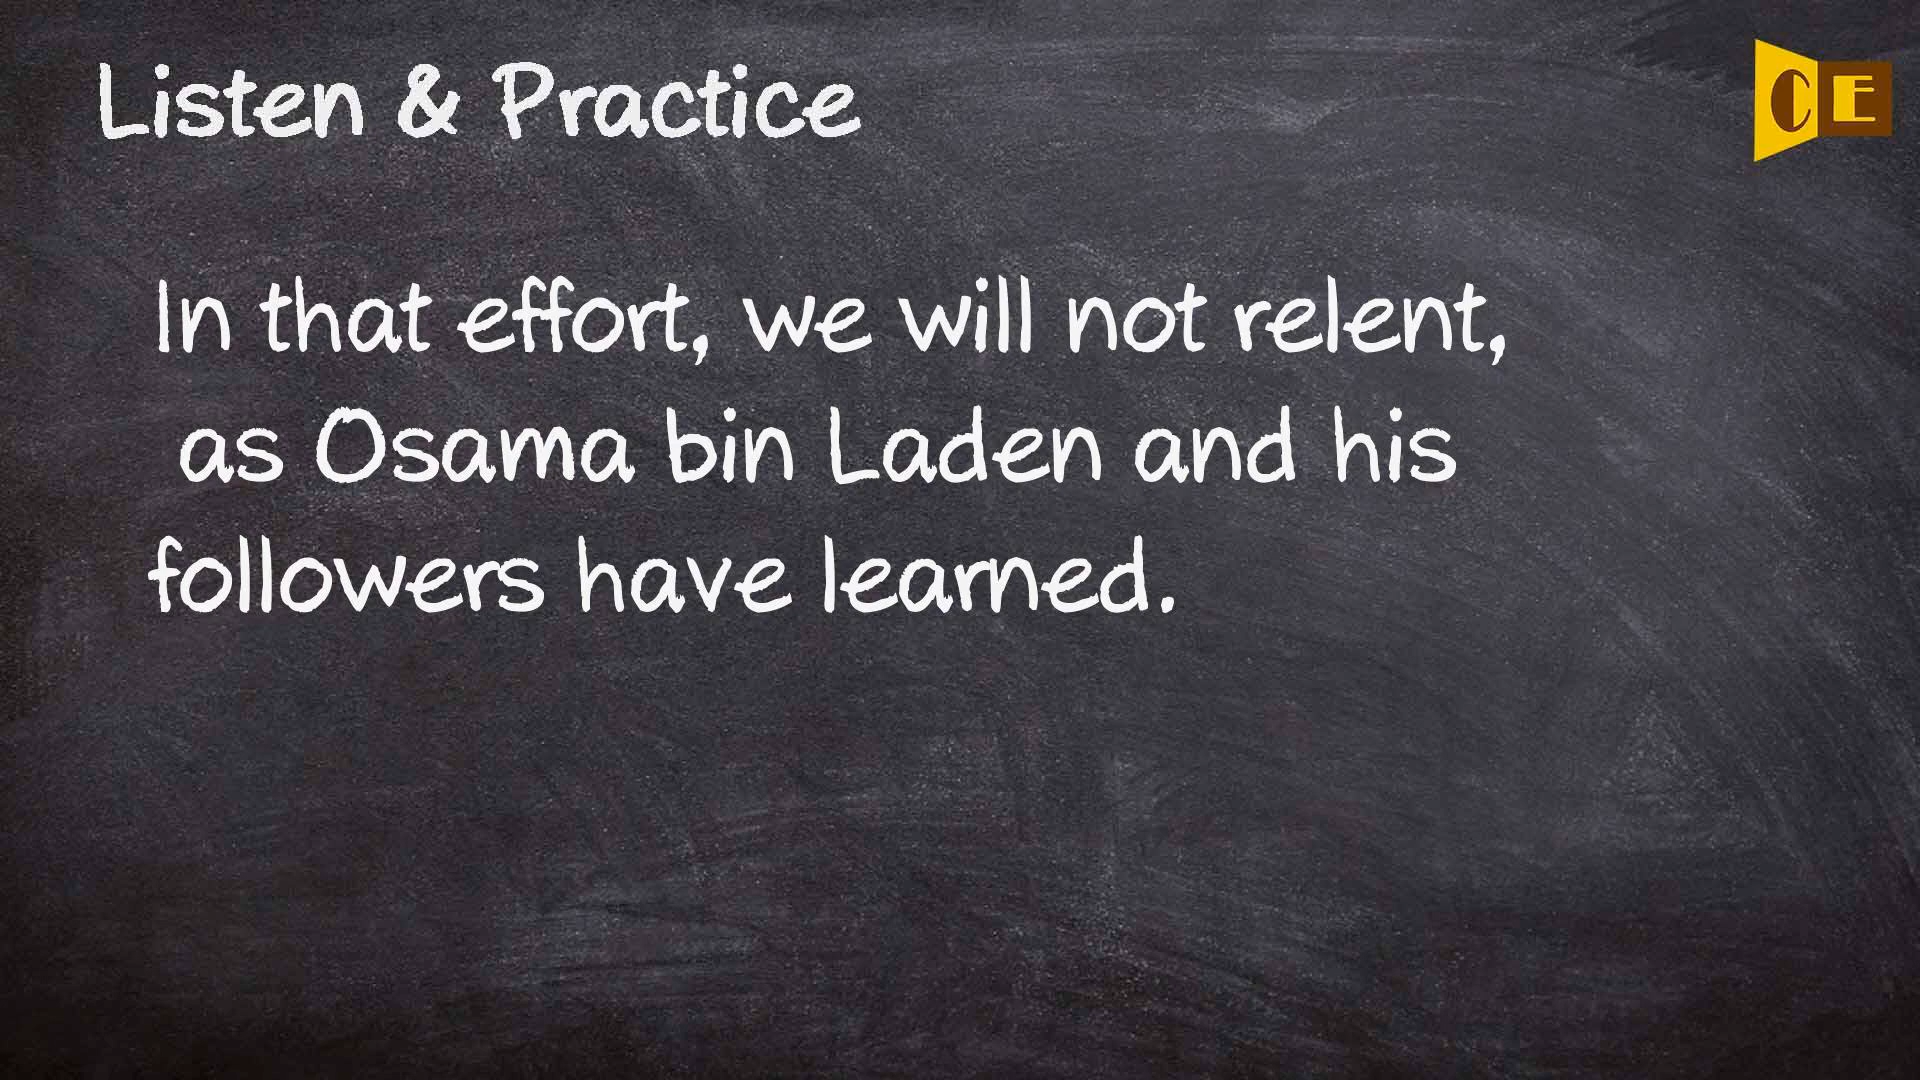 Listen & Practice
CE
In that effort, we will not relent,
as Osama bin Laden and his
followers have learned.